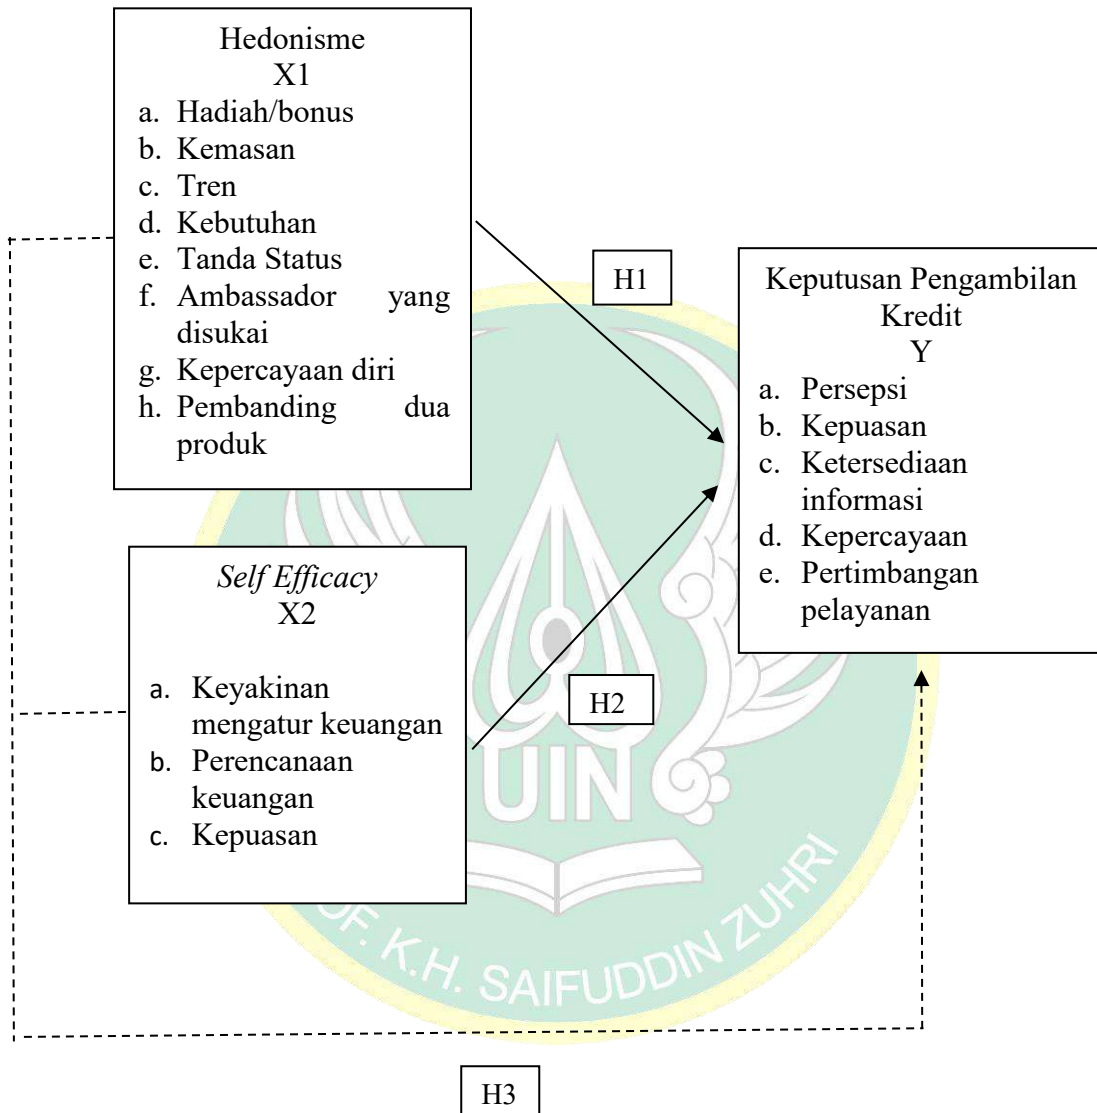 Hedonisme
X1
a. Hadiah/bonus
b. Kemasan
c. Tren
d. Kebutuhan
e. Tanda Status
f. Ambassador yang
disukai
g. Kepercayaan diri
h. Pembanding dua
produk
H1
Keputusan Pengambilan
Kredit
Y
a. Persepsi
b. Kepuasan
c. Ketersediaan
informasi
d. Kepercayaan
e. Pertimbangan
pelayanan
Self Efficacy
X2
a. Keyakinan
mengatur keuangan
b. Perencanaan
keuangan
c. Kepuasan
H2
UIN
OF. K.H. SAIFUDDIN ZUHRI
H3